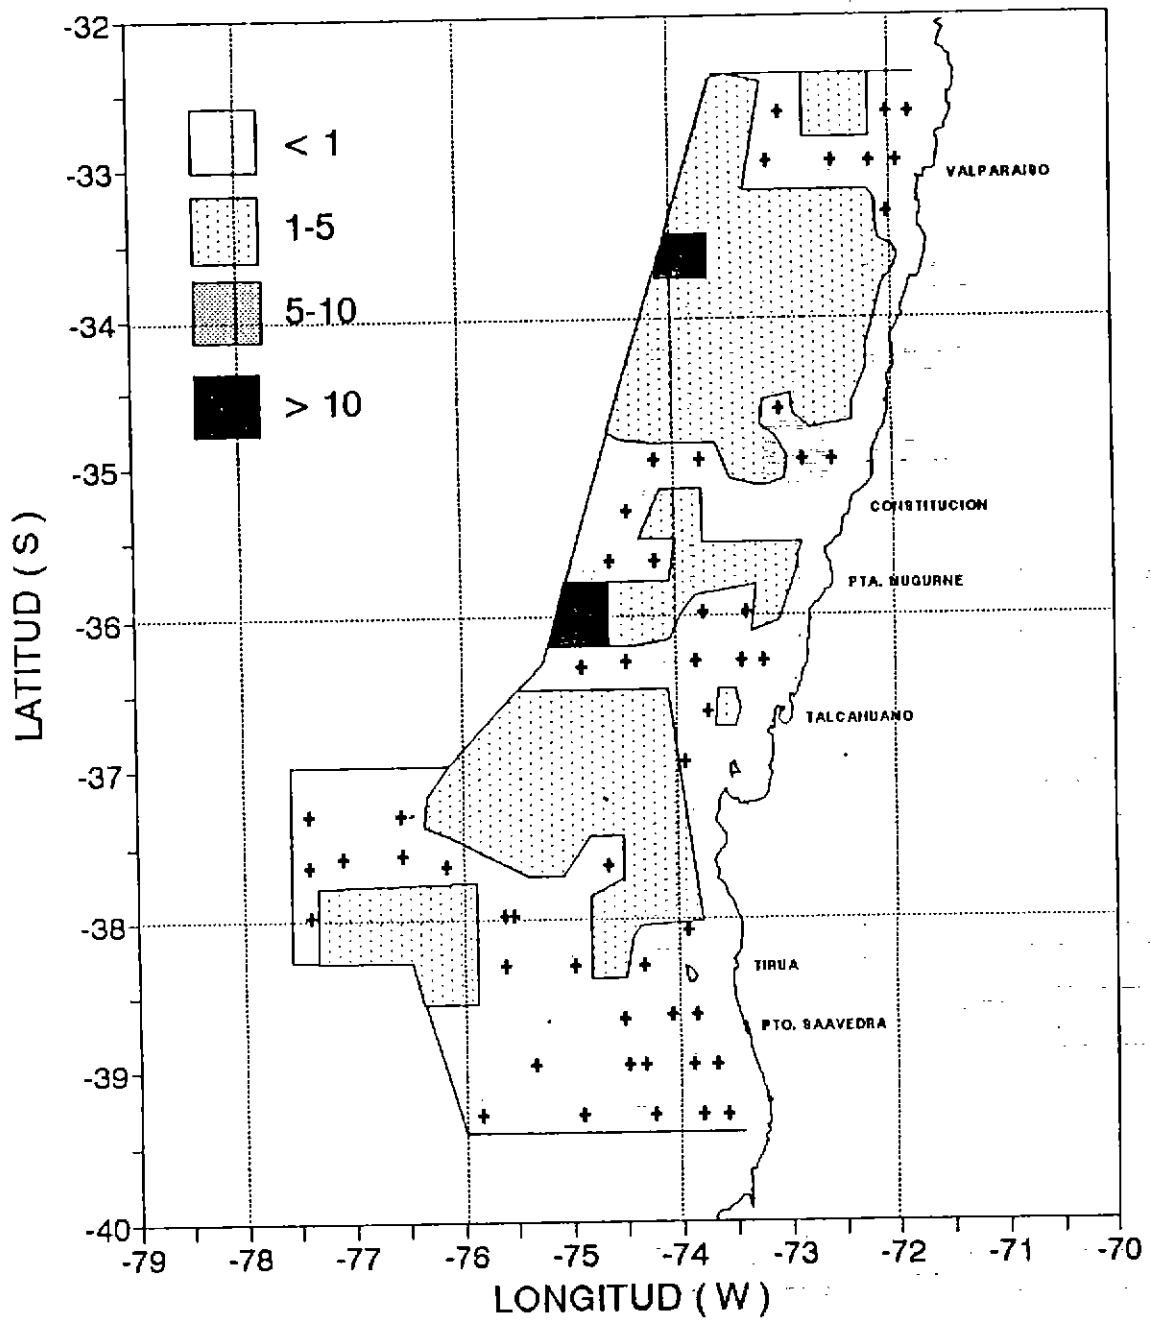 -32
-33
-34
-35
-36
-37
-38
-39
-40
LATITUD (S)
< 1
1-5
5-10
> 10
VALPARAISO
CONSTITUCION
PTA. NUGURNE
TALCAHUANO
TIRUA
PTO. SAAVEDRA
-79 -78 -77 -76 -75 -74 -73 -72 -71 -70
LONGITUD (W)